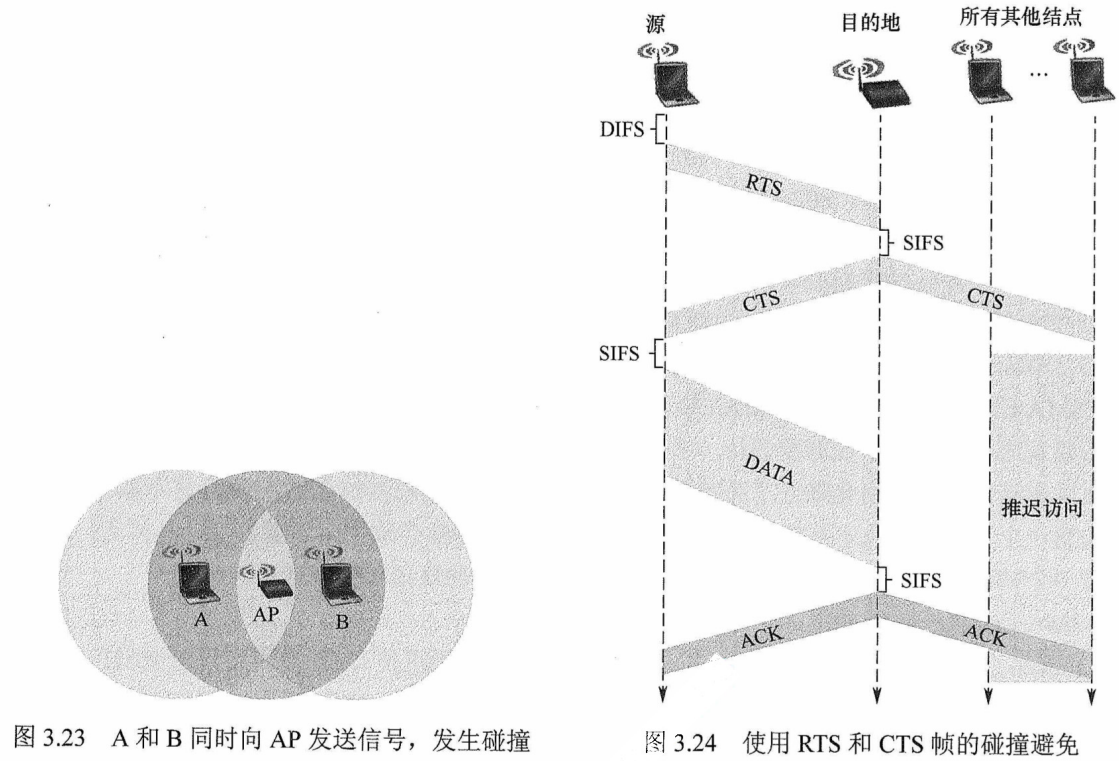 A
AP
B
图 3.23 A 和 B 同时向 AP 发送信号，发生碰撞
源
目的地
所有其他结点
...
DIFS
RTS
SIFS
CTS
CTS
SIFS
DATA
推迟访问
SIFS
ACK
ACK
图 3.24 使用 RTS 和 CTS 帧的碰撞避免